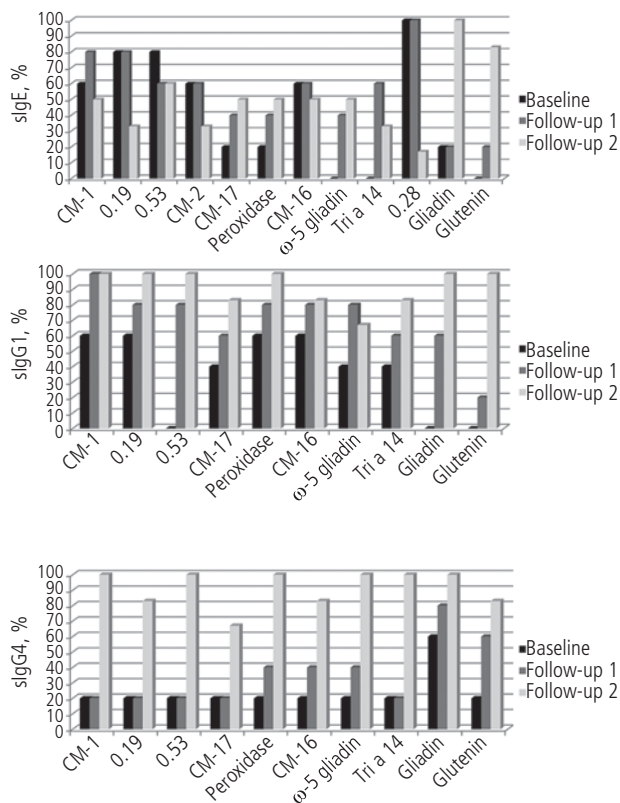 sIgE, %
100
90
80
70
60
50
40
30
20
10
0
CM-1
0.19
0.53
CM-2
CM-17
Peroxidase
CM-16
ω-5 gliadin
Tri a 14
0.28
Gliadin
Glutenin
Baseline
Follow-up 1
Follow-up 2
sIgG1, %
100
90
80
70
60
50
40
30
20
10
0
CM-1
0.19
0.53
CM-17
Peroxidase
CM-16
ω-5 gliadin
Tri a 14
Gliadin
Glutenin
Baseline
Follow-up 1
Follow-up 2
sIgG4, %
100
90
80
70
60
50
40
30
20
10
0
CM-1
0.19
0.53
CM-17
Peroxidase
CM-16
ω-5 gliadin
Tri a 14
Gliadin
Glutenin
Baseline
Follow-up 1
Follow-up 2